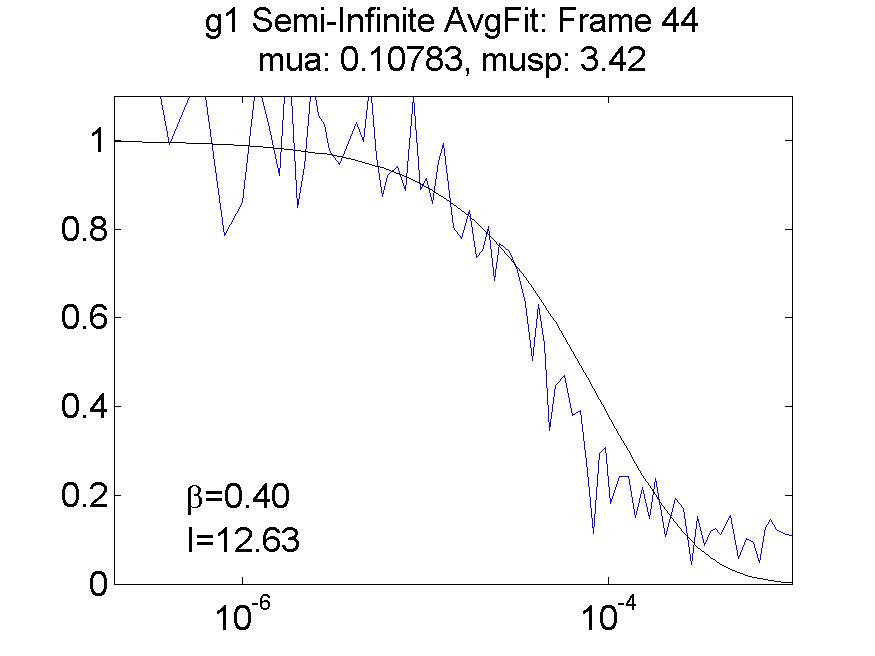 g1 Semi-Infinite AvgFit: Frame 44
mua: 0.10783, musp: 3.42
1
0.8
0.6
0.4
0.2
0
β=0.40
I=12.63
10^-6
10^-4